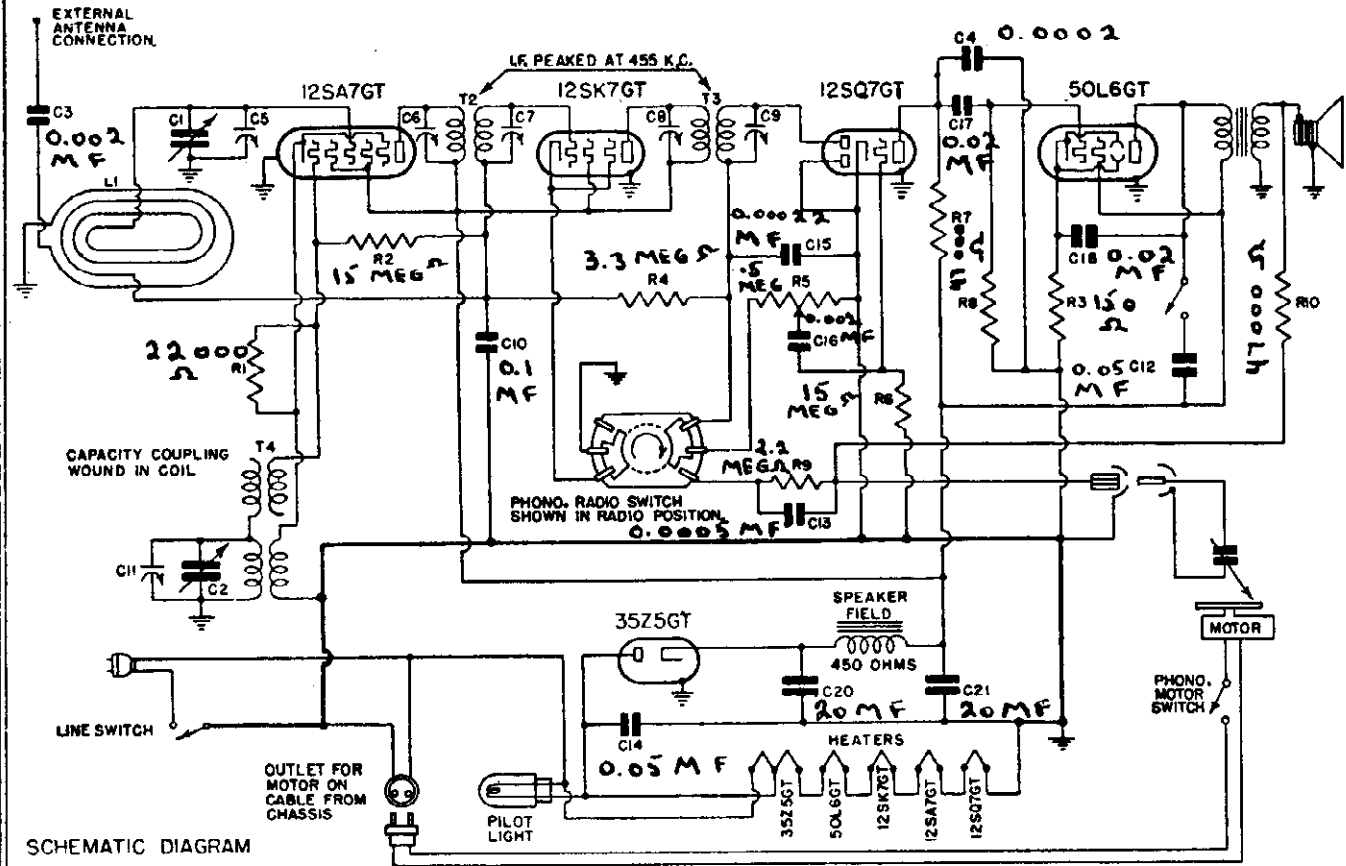 EXTERNAL
ANTENNA
CONNECTION.
C3
0.002
MF
L1
C1
C5
12SA7GT
I.F. PEAKED AT 455 K.C.
C6
T2
C7
12SK7GT
C8
T3
C9
12SQ7GT
C4
0.0002
C17
0.02
MF
50L6GT
R7
47000
Ω
R8
C18
0.02
MF
R3
150
Ω
47000 Ω
R10
0.05
MF
C12
R2
15 MEG Ω
3.3 MEG Ω
R4
0.00022
MF
C15
.5
MEG
R5
0.002
MF
C16
15
MEG Ω
R6
22000
Ω
R1
C10
0.1
MF
CAPACITY COUPLING
WOUND IN COIL
T4
C11
C2
PHONO. RADIO SWITCH
SHOWN IN RADIO POSITION
2.2
MEG Ω
R9
C13
0.0005 MF
35Z5GT
SPEAKER
FIELD
450 OHMS
C20
20 MF
C21
20 MF
C14
0.05 MF
LINE SWITCH
OUTLET FOR
MOTOR ON
CABLE FROM
CHASSIS
PILOT
LIGHT
HEATERS
35Z5GT
50L6GT
12SK7GT
12SA7GT
12SQ7GT
MOTOR
PHONO.
MOTOR
SWITCH
SCHEMATIC DIAGRAM